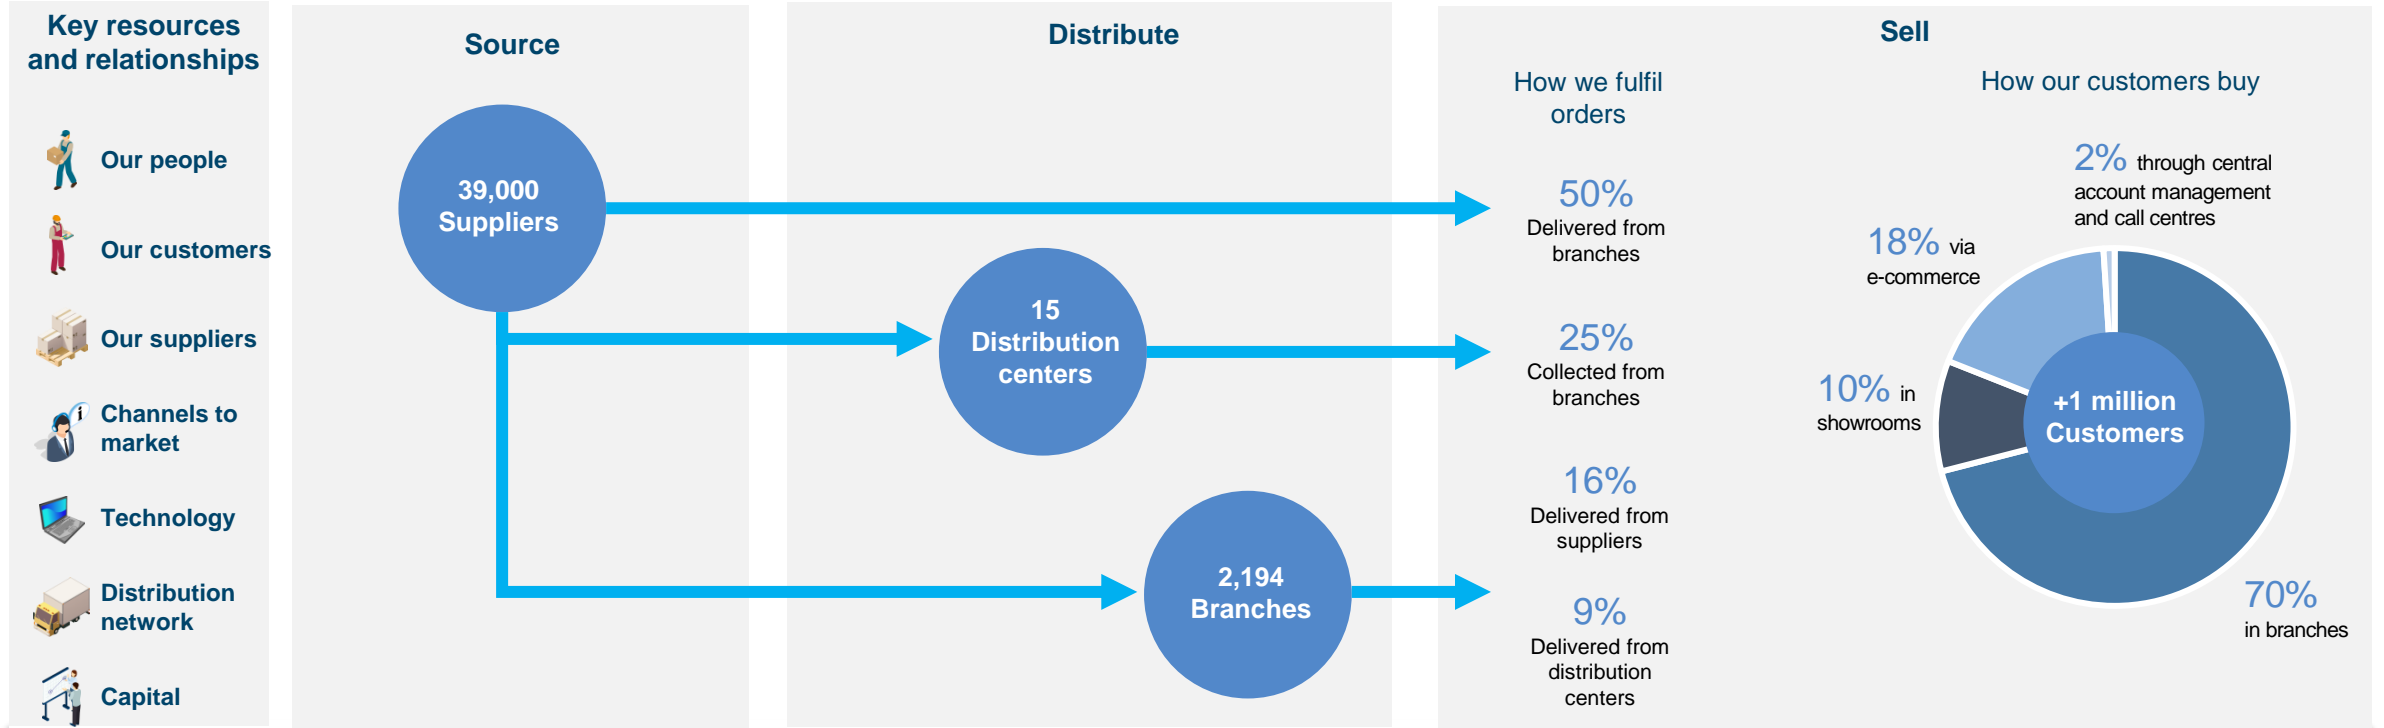 Key resources
and relationships
Our people
Our customers
Our suppliers
Channels to
market
Technology
Distribution
network
Capital
Source
39,000
Suppliers
Distribute
15
Distribution
centers
2,194
Branches
Sell
How we fulfil
orders
50%
Delivered from
branches
25%
Collected from
branches
16%
Delivered from
suppliers
9%
Delivered from
distribution
centers
How our customers buy
2% through central
account management
and call centres
18% via
e-commerce
10% in
showrooms
+1 million
Customers
70%
in branches